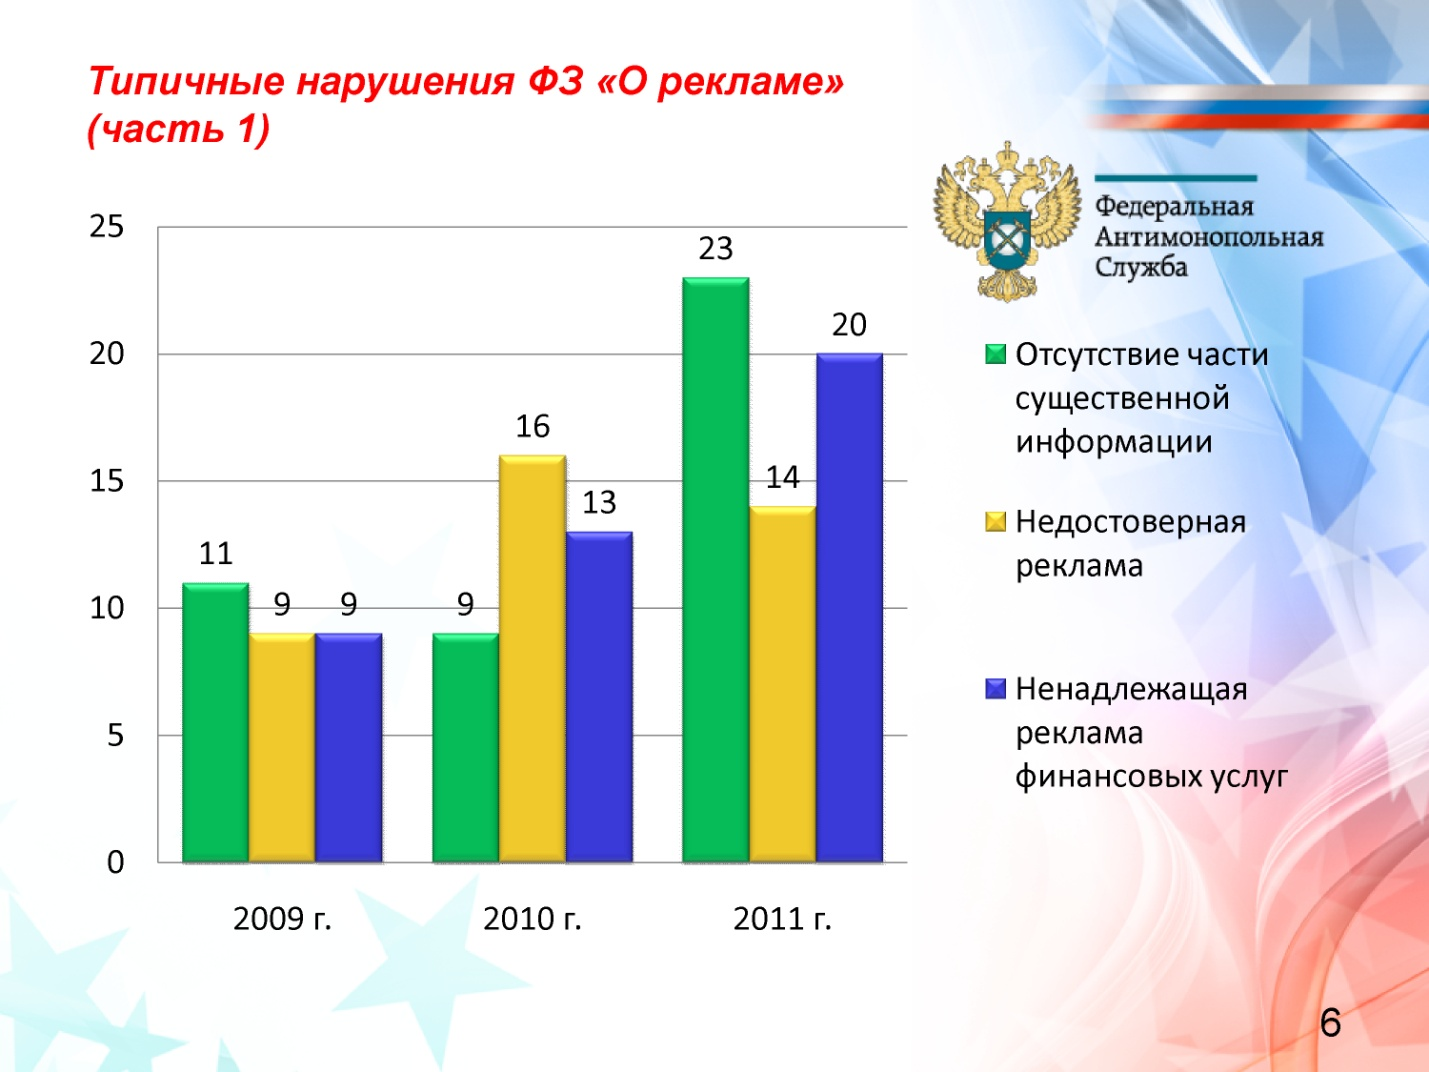 Типичные нарушения ФЗ «О рекламе»
(часть 1)
Федеральная
Антимонопольная
Служба
25
20
15
10
5
0
11
9
9
9
16
13
23
14
20
2009 г.
2010 г.
2011 г.
Отсутствие части
существенной
информации
Недостоверная
реклама
Ненадлежащая
реклама
финансовых услуг
6